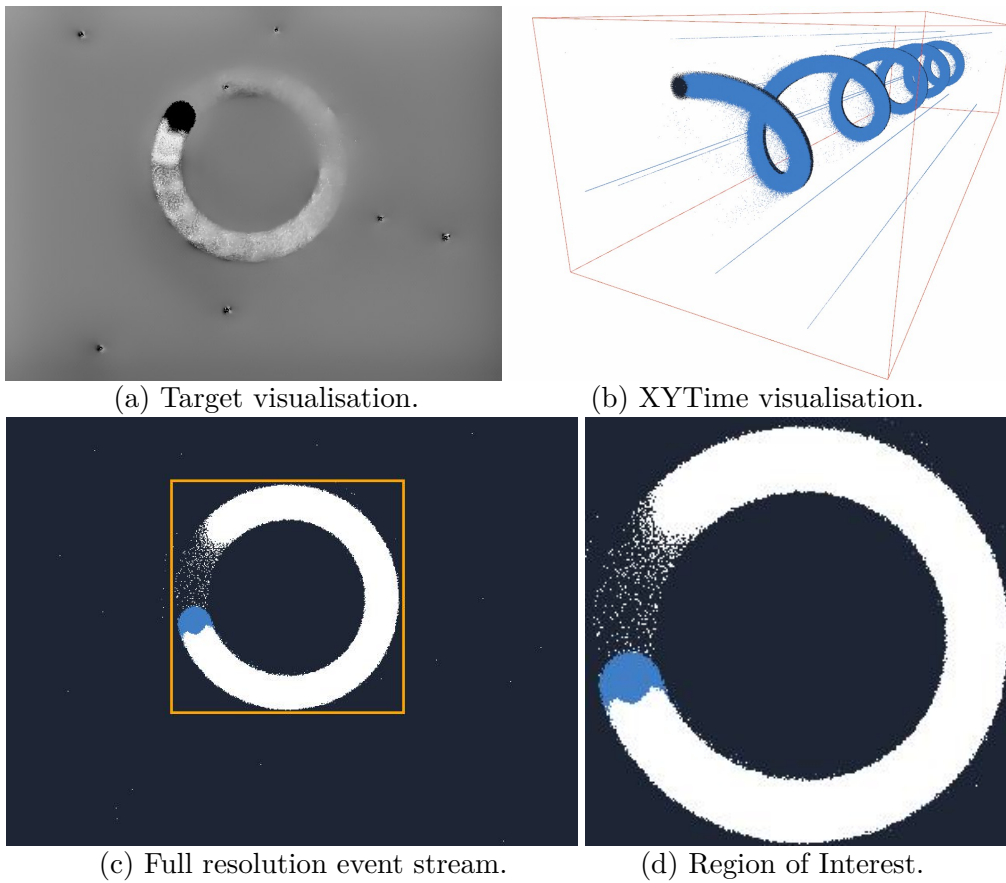 (a) Target visualisation.
(b) XYTime visualisation.
(c) Full resolution event stream.
(d) Region of Interest.